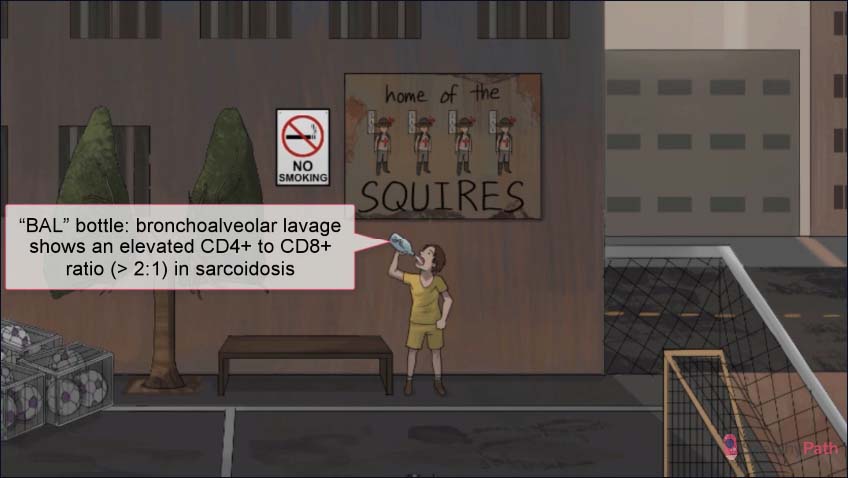 home of the
NO
SMOKING
SQUIRES
“BAL” bottle: bronchoalveolar lavage
shows an elevated CD4+ to CD8+
ratio (> 2:1) in sarcoidosis
Path